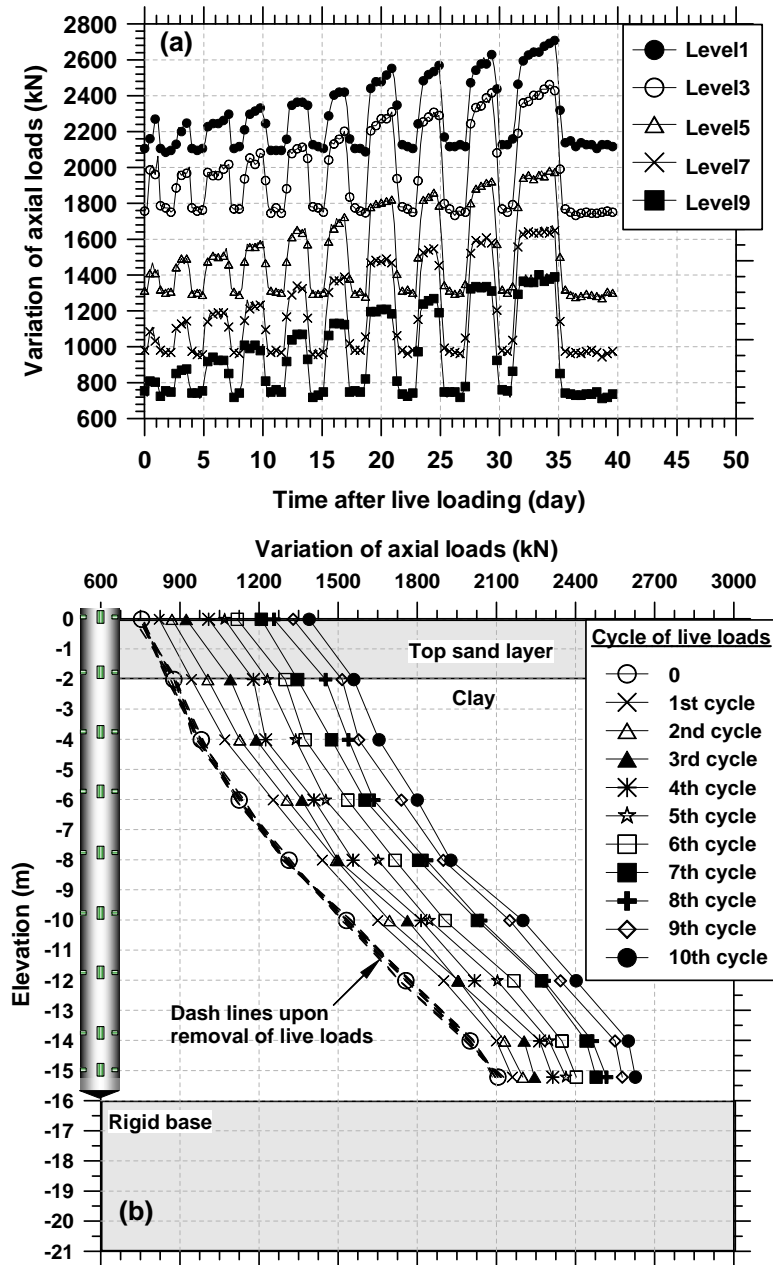 (a)
2800
2600
2400
2200
2000
1800
1600
1400
1200
1000
800
600
Variation of axial loads (kN)
Level1
Level3
Level5
Level7
Level9
0 5 10 15 20 25 30 35 40 45 50
Time after live loading (day)
Variation of axial loads (kN)
600 900 1200 1500 1800 2100 2400 2700 3000
0
-1
-2
-3
-4
-5
-6
-7
-8
-9
-10
-11
-12
-13
-14
-15
-16
-17
-18
-19
-20
-21
Elevation (m)
Top sand layer
Clay
Cycle of live loads
0
1st cycle
2nd cycle
3rd cycle
4th cycle
5th cycle
6th cycle
7th cycle
8th cycle
9th cycle
10th cycle
Dash lines upon
removal of live loads
Rigid base
(b)